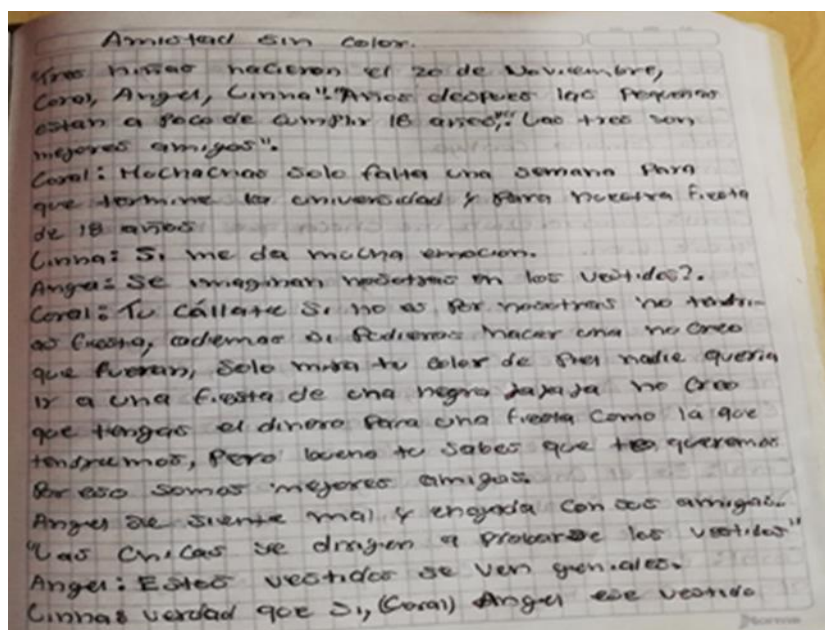 Amistad sin color.
"Tres niñas nacieron el 20 de Noviembre,
Coral, Angel, Linna". "Años despues las pequeñas
estan a poco de cumplir 18 años", "Las tres son
mejores amigas".
Coral: Muchachas solo falta una semana para
que termine la universidad y para nuestra fiesta
de 18 años
Linna: Si me da mucha emocion.
Angel: Se imaginan nosotras en los vestidos?.
Coral: Tu cállate si no es por nosotras no tendri-
as fiesta, ademas si pudieras hacer una no creo
que fueran, solo mira tu color de piel nadie queria
ir a una fiesta de una negra jajaja no creo
que tengas el dinero para una fiesta como la que
tendremos, pero bueno tu sabes que te queremos
por eso somos mejores amigas.
Angel se siente mal y enojada con sus amigas.
"Las chicas se dirigen a probarse los vestidos"
Angel: Estos vestidos se ven geniales.
Linna: verdad que si, (Coral) Angel ese vestido
norma